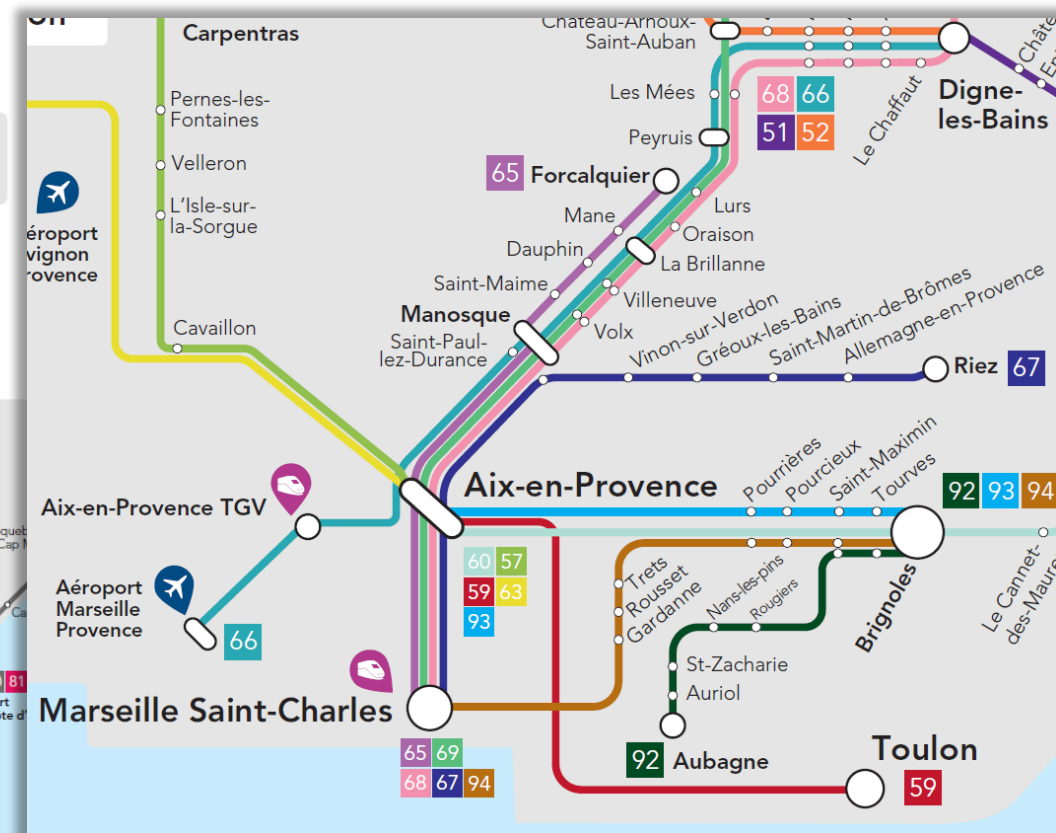 Carpentras
Pernes-les-
Fontaines
Velleron
L'Isle-sur-
la-Sorgue
Cavaillon
Château-Arnoux-
Saint-Auban
Les Mées
Peyruis
68 66
51 52
Le Chaffaut
Digne-
les-Bains
65 Forcalquier
Mane
Dauphin
Saint-Maime
Manosque
Saint-Paul-
lez-Durance
Lurs
Oraison
La Brillanne
Villeneuve
Volx
Vinon-sur-Verdon
Gréoux-les-Bains
Saint-Martin-de-Brômes
Allemagne-en-Provence
Riez 67
Aix-en-Provence TGV
Aéroport
Marseille
Provence
66
Aix-en-Provence
60 57
59 63
93
Pourrières
Pourcieux
Saint-Maximin
Tourves
92 93 94
Brignoles
Le Cannet-
des-Maure
Trets
Rousset
Gardanne
Nans-les-pins
Rougiers
St-Zacharie
Auriol
92 Aubagne
Marseille Saint-Charles
65 69
68 67 94
Toulon
59
81